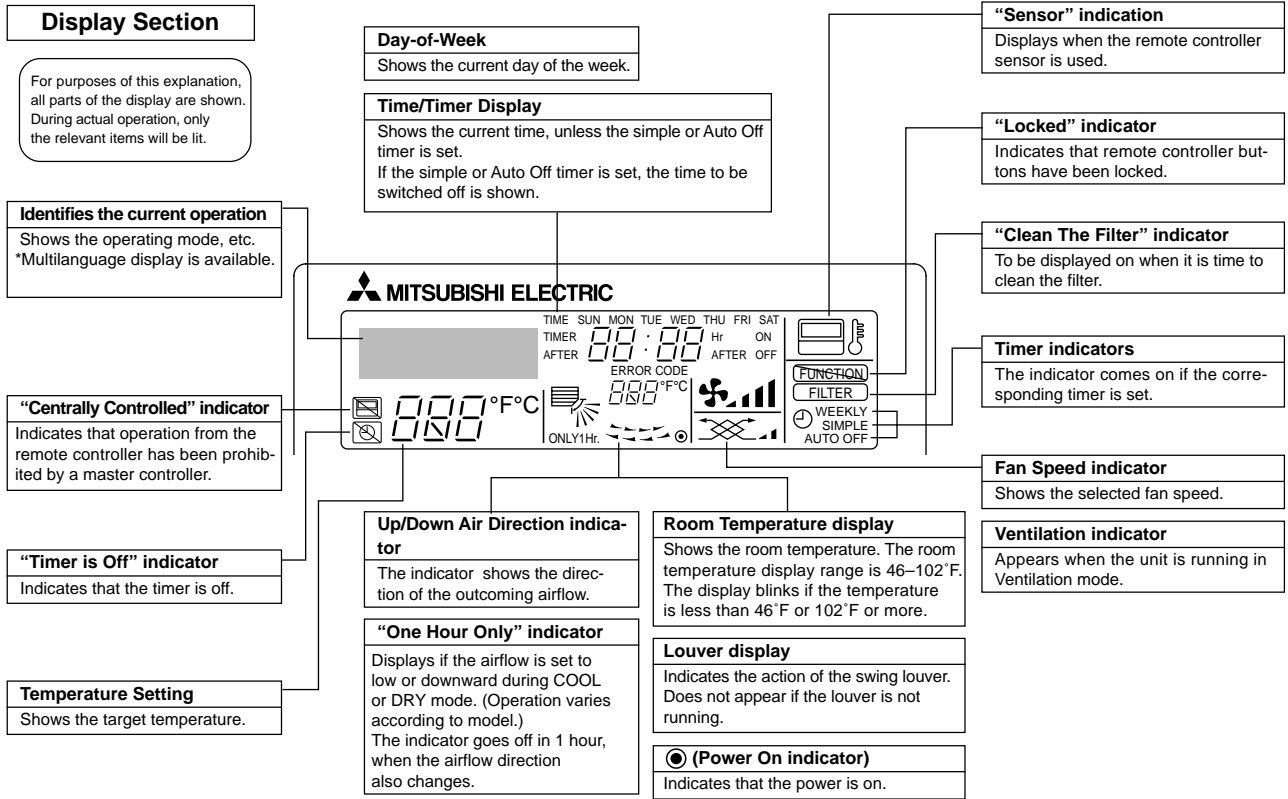 Display Section
For purposes of this explanation,
all parts of the display are shown.
During actual operation, only
the relevant items will be lit.
Identifies the current operation
Shows the operating mode, etc.
*Multilanguage display is available.
“Centrally Controlled” indicator
Indicates that operation from the
remote controller has been prohib-
ited by a master controller.
“Timer is Off” indicator
Indicates that the timer is off.
Temperature Setting
Shows the target temperature.
Day-of-Week
Shows the current day of the week.
Time/Timer Display
Shows the current time, unless the simple or Auto Off
timer is set.
If the simple or Auto Off timer is set, the time to be
switched off is shown.
MITSUBISHI ELECTRIC
TIME SUN MON TUE WED THU FRI SAT
TIMER 88:88 Hr ON
AFTER AFTER OFF
ERROR CODE
888°F°C
888°F°C
ONLY1Hr.
FUNCTION
FILTER
WEEKLY
SIMPLE
AUTO OFF
Up/Down Air Direction indica-
tor
The indicator shows the direc-
tion of the outcoming airflow.
“One Hour Only” indicator
Displays if the airflow is set to
low or downward during COOL
or DRY mode. (Operation varies
according to model.)
The indicator goes off in 1 hour,
when the airflow direction
also changes.
Room Temperature display
Shows the room temperature. The room
temperature display range is 46–102˚F.
The display blinks if the temperature
is less than 46˚F or 102˚F or more.
Louver display
Indicates the action of the swing louver.
Does not appear if the louver is not
running.
(Power On indicator)
Indicates that the power is on.
“Sensor” indication
Displays when the remote controller
sensor is used.
“Locked” indicator
Indicates that remote controller but-
tons have been locked.
“Clean The Filter” indicator
To be displayed on when it is time to
clean the filter.
Timer indicators
The indicator comes on if the corre-
sponding timer is set.
Fan Speed indicator
Shows the selected fan speed.
Ventilation indicator
Appears when the unit is running in
Ventilation mode.